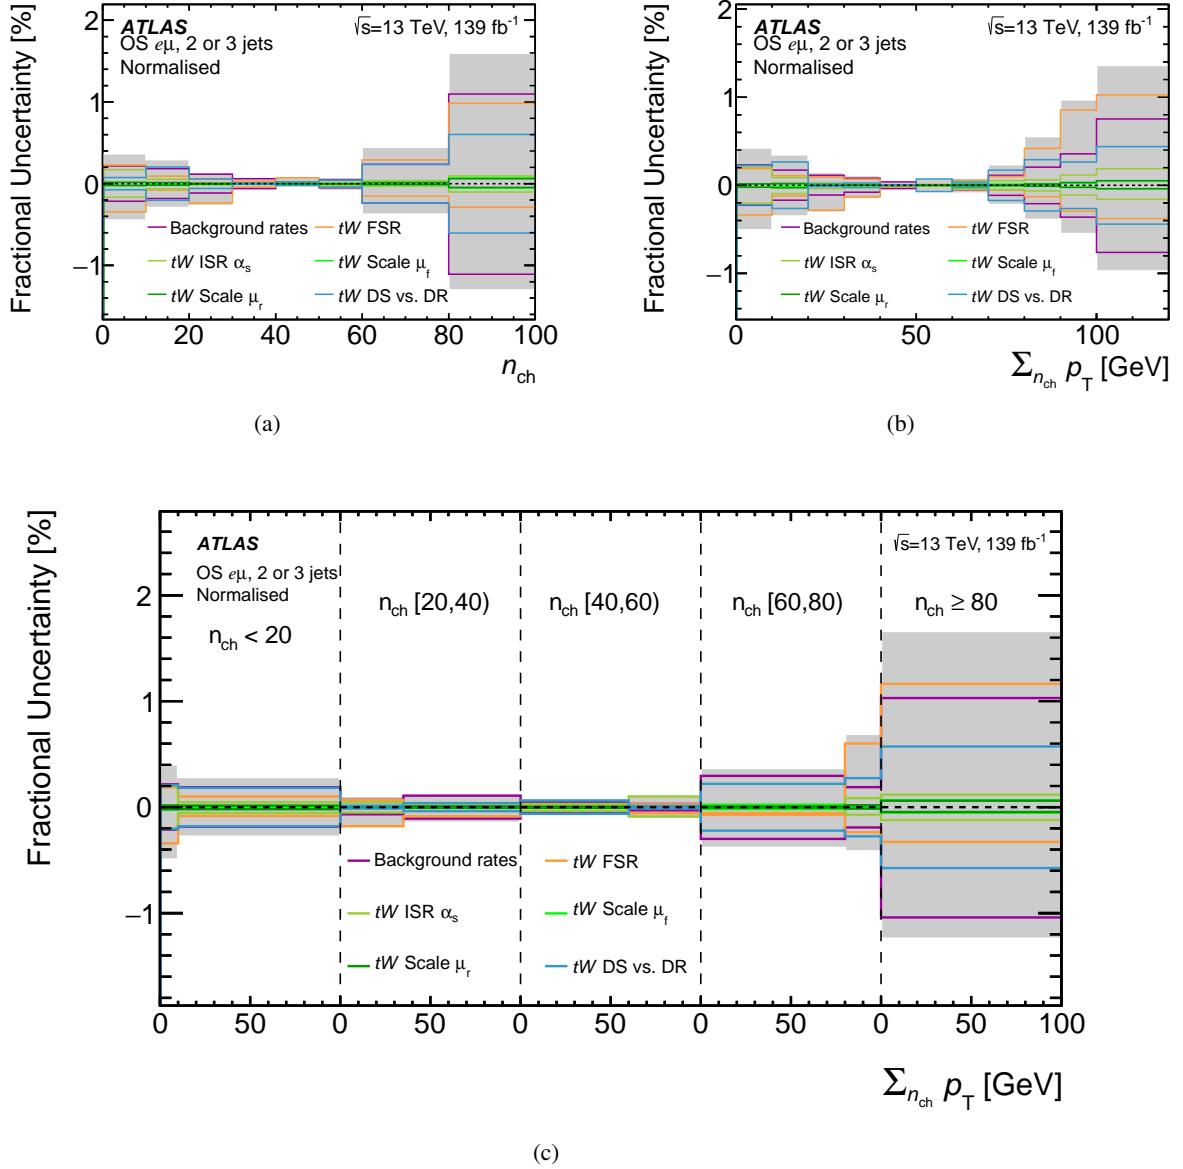 Fractional Uncertainty [%]
2
1
0
−1
ATLAS
√s=13 TeV, 139 fb-1
OS eμ, 2 or 3 jets
Normalised
Background rates
tW FSR
tW ISR αs
tW Scale μf
tW Scale μr
tW DS vs. DR
0 20 40 60 80 100
nch
(a)
Fractional Uncertainty [%]
2
1
0
−1
ATLAS
√s=13 TeV, 139 fb-1
OS eμ, 2 or 3 jets
Normalised
Background rates
tW FSR
tW ISR αs
tW Scale μf
tW Scale μr
tW DS vs. DR
0 50 100
Σnch pT [GeV]
(b)
Fractional Uncertainty [%]
2
1
0
−1
ATLAS
√s=13 TeV, 139 fb-1
OS eμ, 2 or 3 jets
Normalised
nch < 20
nch [20,40)
nch [40,60)
nch [60,80)
nch ≥ 80
Background rates
tW FSR
tW ISR αs
tW Scale μf
tW Scale μr
tW DS vs. DR
0 50 0 50 0 50 0 50 0 50 100
Σnch pT [GeV]
(c)